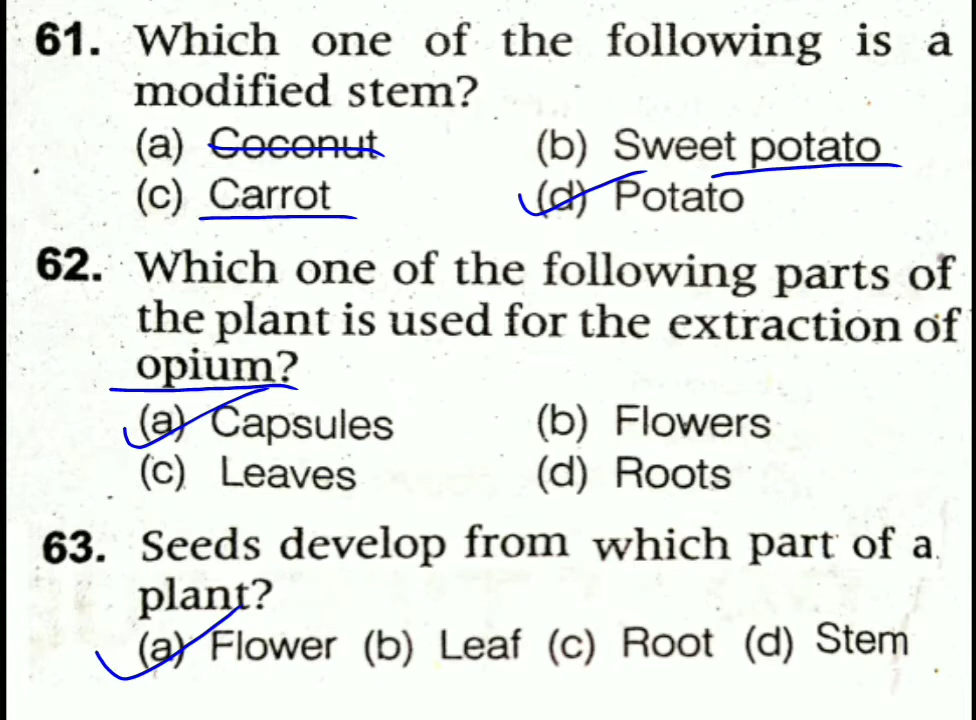 61. Which one of the following is a
modified stem?
(a) Coconut (b) Sweet potato
(c) Carrot (d) Potato
62. Which one of the following parts of
the plant is used for the extraction of
opium?
(a) Capsules (b) Flowers
(c) Leaves (d) Roots
63. Seeds develop from which part of a
plant?
(a) Flower (b) Leaf (c) Root (d) Stem